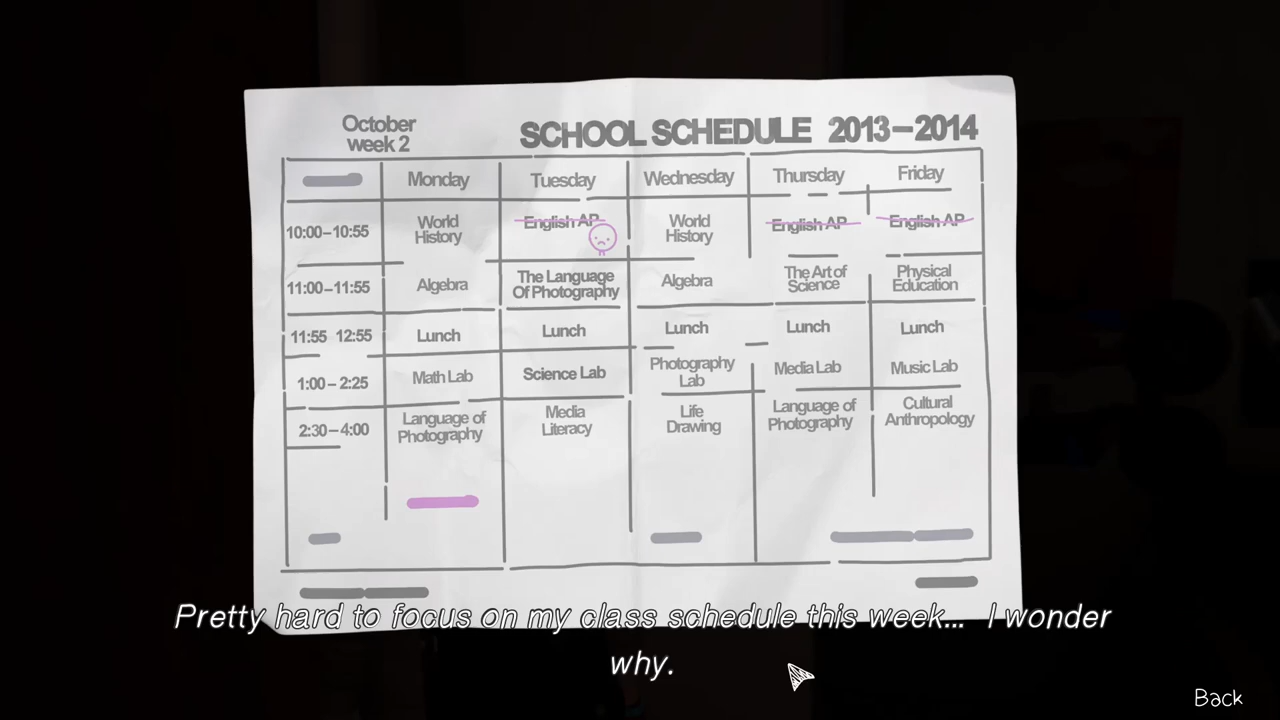 October
week 2
SCHOOL SCHEDULE 2013-2014
Monday Tuesday Wednesday Thursday Friday
10:00-10:55 World
History English AP World
History English AP English AP
11:00-11:55 Algebra The Language
Of Photography Algebra The Art of
Science Physical
Education
11:55 12:55 Lunch Lunch Lunch Lunch Lunch
1:00-2:25 Math Lab Science Lab Photography
Lab Media Lab Music Lab
2:30-4:00 Language of
Photography Media
Literacy Life
Drawing Language of
Photography Cultural
Anthropology
Pretty hard to focus on my class schedule this week... I wonder
why.
Back